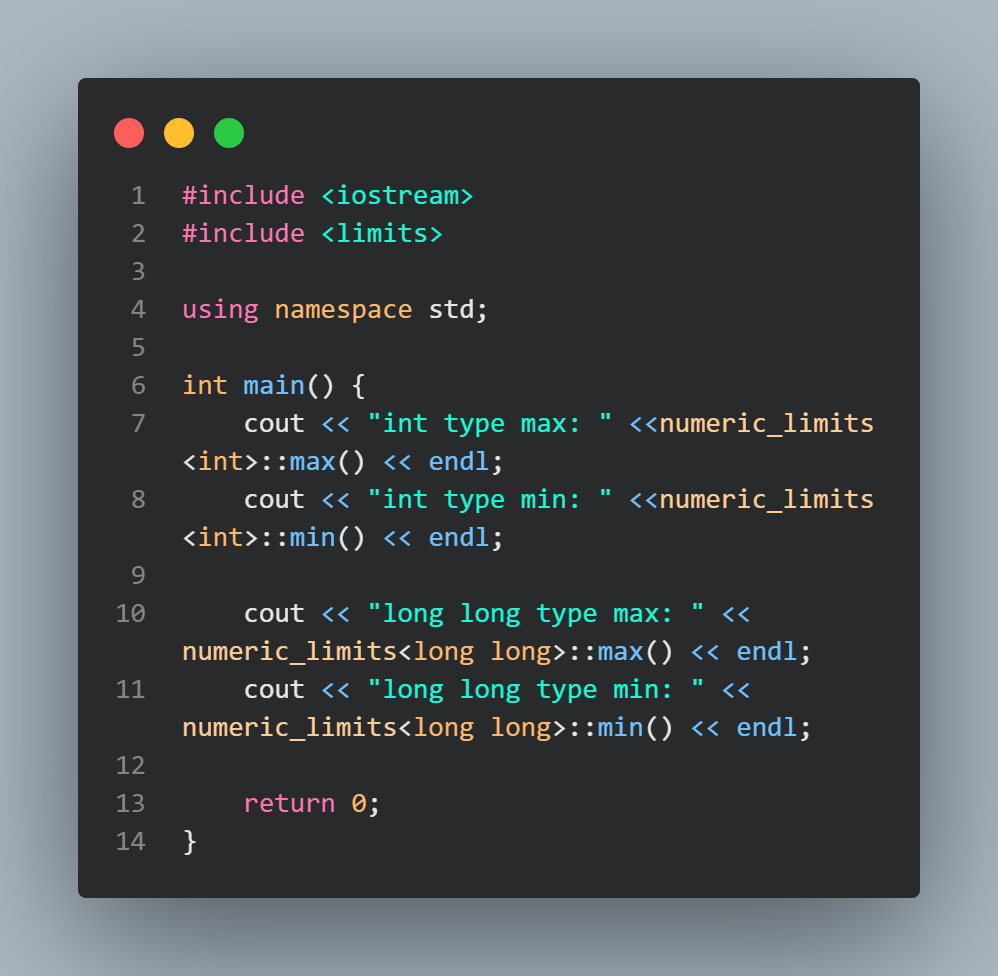 1 #include <iostream>
2 #include <limits>
3
4 using namespace std;
5
6 int main() {
7     cout << "int type max: " <<numeric_limits
<int>::max() << endl;
8     cout << "int type min: " <<numeric_limits
<int>::min() << endl;
9
10     cout << "long long type max: " <<
numeric_limits<long long>::max() << endl;
11     cout << "long long type min: " <<
numeric_limits<long long>::min() << endl;
12
13     return 0;
14 }